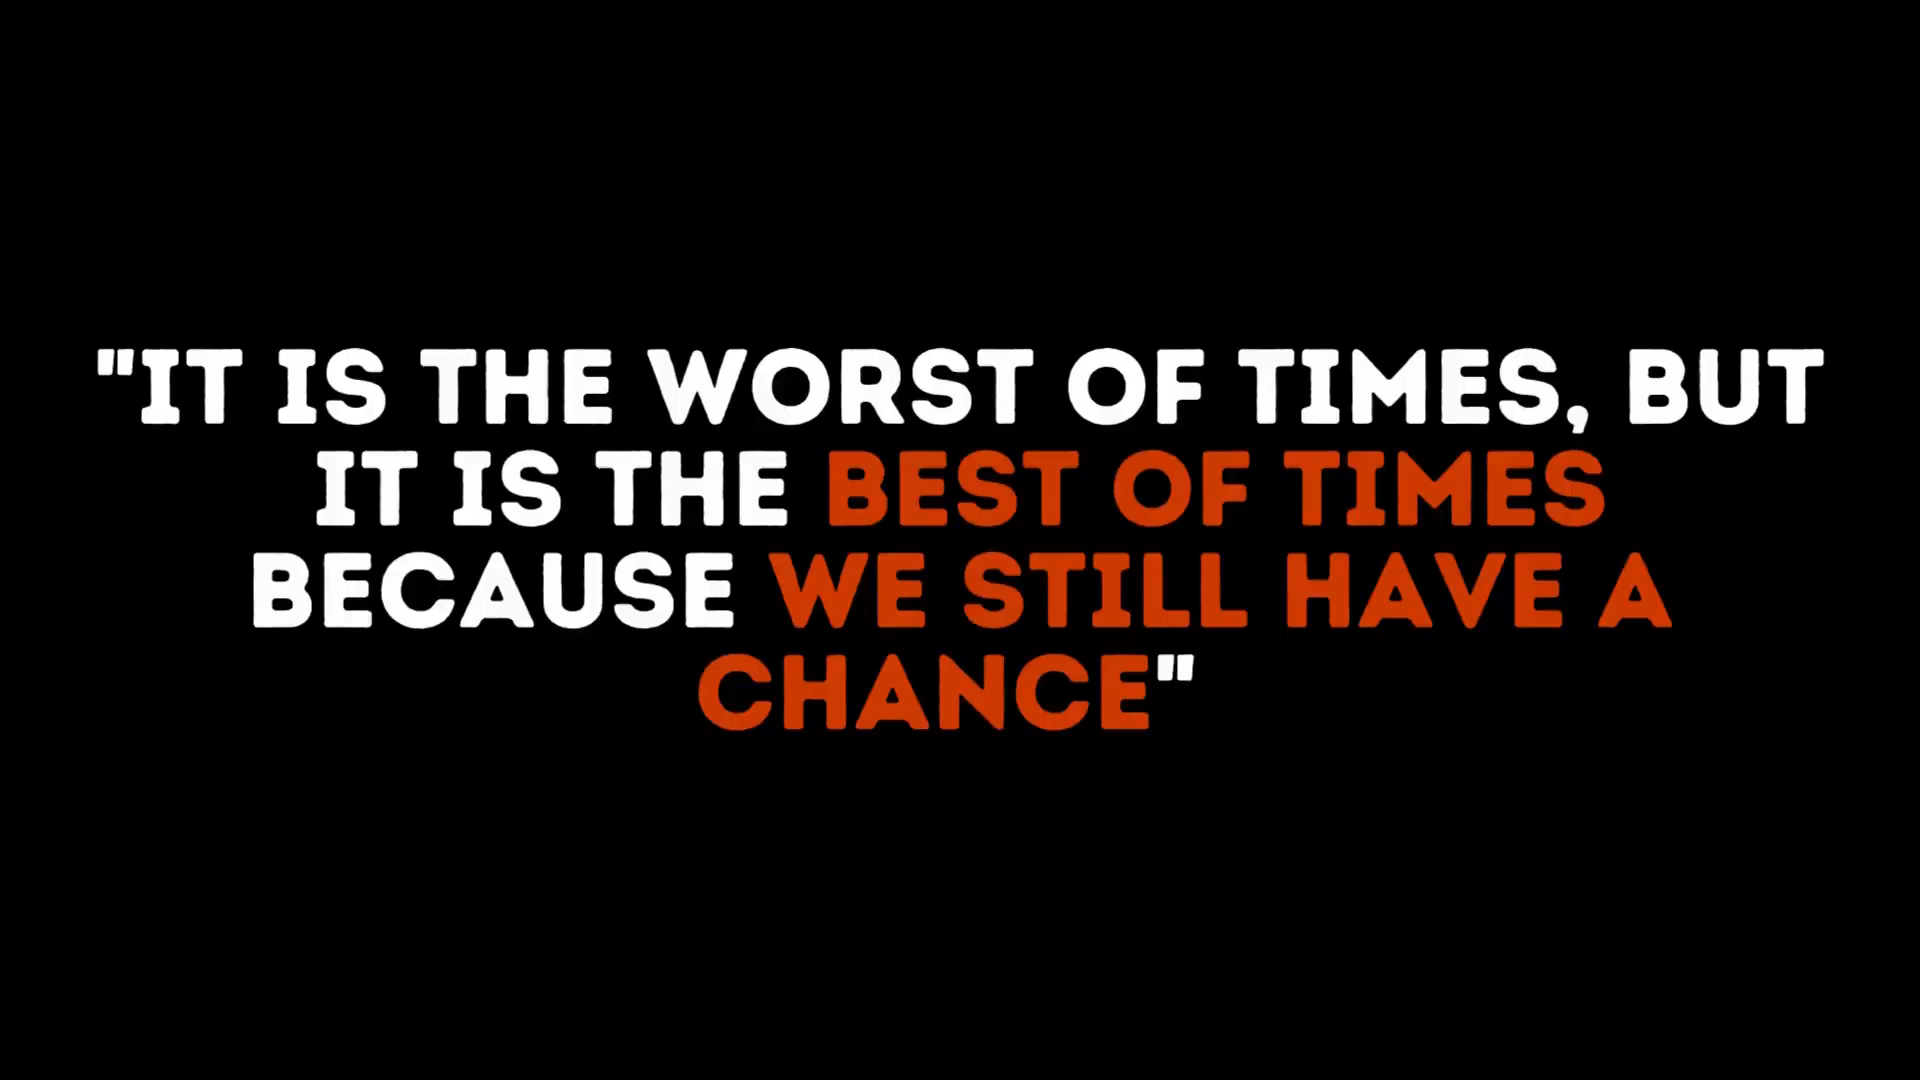 "IT IS THE WORST OF TIMES, BUT
IT IS THE BEST OF TIMES
BECAUSE WE STILL HAVE A
CHANCE"